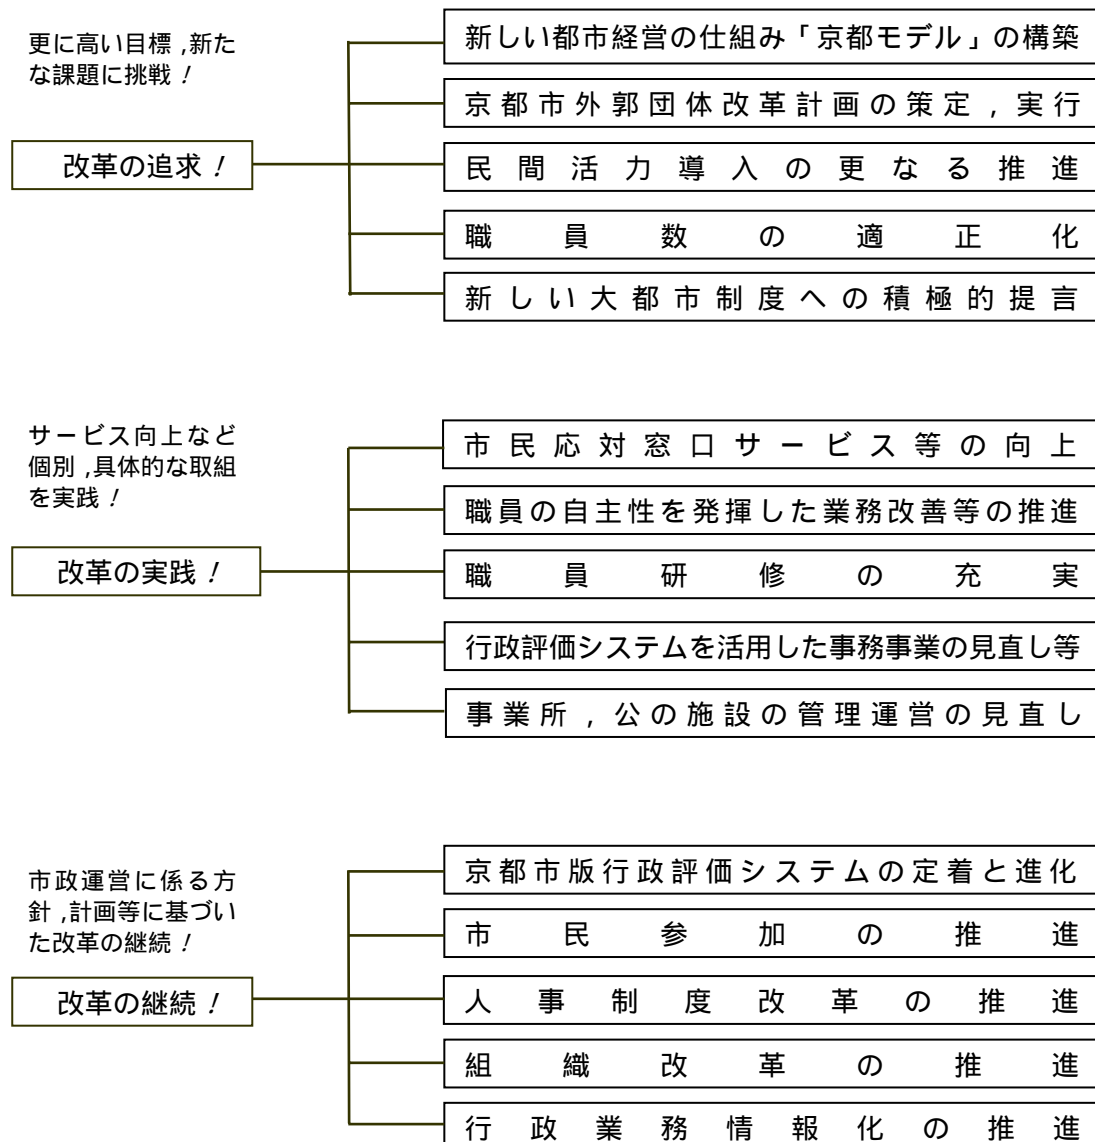 更に高い目標,新た
な課題に挑戦!
改革の追求!
新しい都市経営の仕組み「京都モデル」の構築
京都市外郭団体改革計画の策定,実行
民間活力導入の更なる推進
職員数の適正化
新しい大都市制度への積極的提言
サービス向上など
個別,具体的な取組
を実践!
改革の実践!
市民応対窓口サービス等の向上
職員の自主性を発揮した業務改善等の推進
職員研修の充実
行政評価システムを活用した事務事業の見直し等
事業所,公の施設の管理運営の見直し
市政運営に係る方
針,計画等に基づい
た改革の継続!
改革の継続!
京都市版行政評価システムの定着と進化
市民参加の推進
人事制度改革の推進
組織改革の推進
行政業務情報化の推進